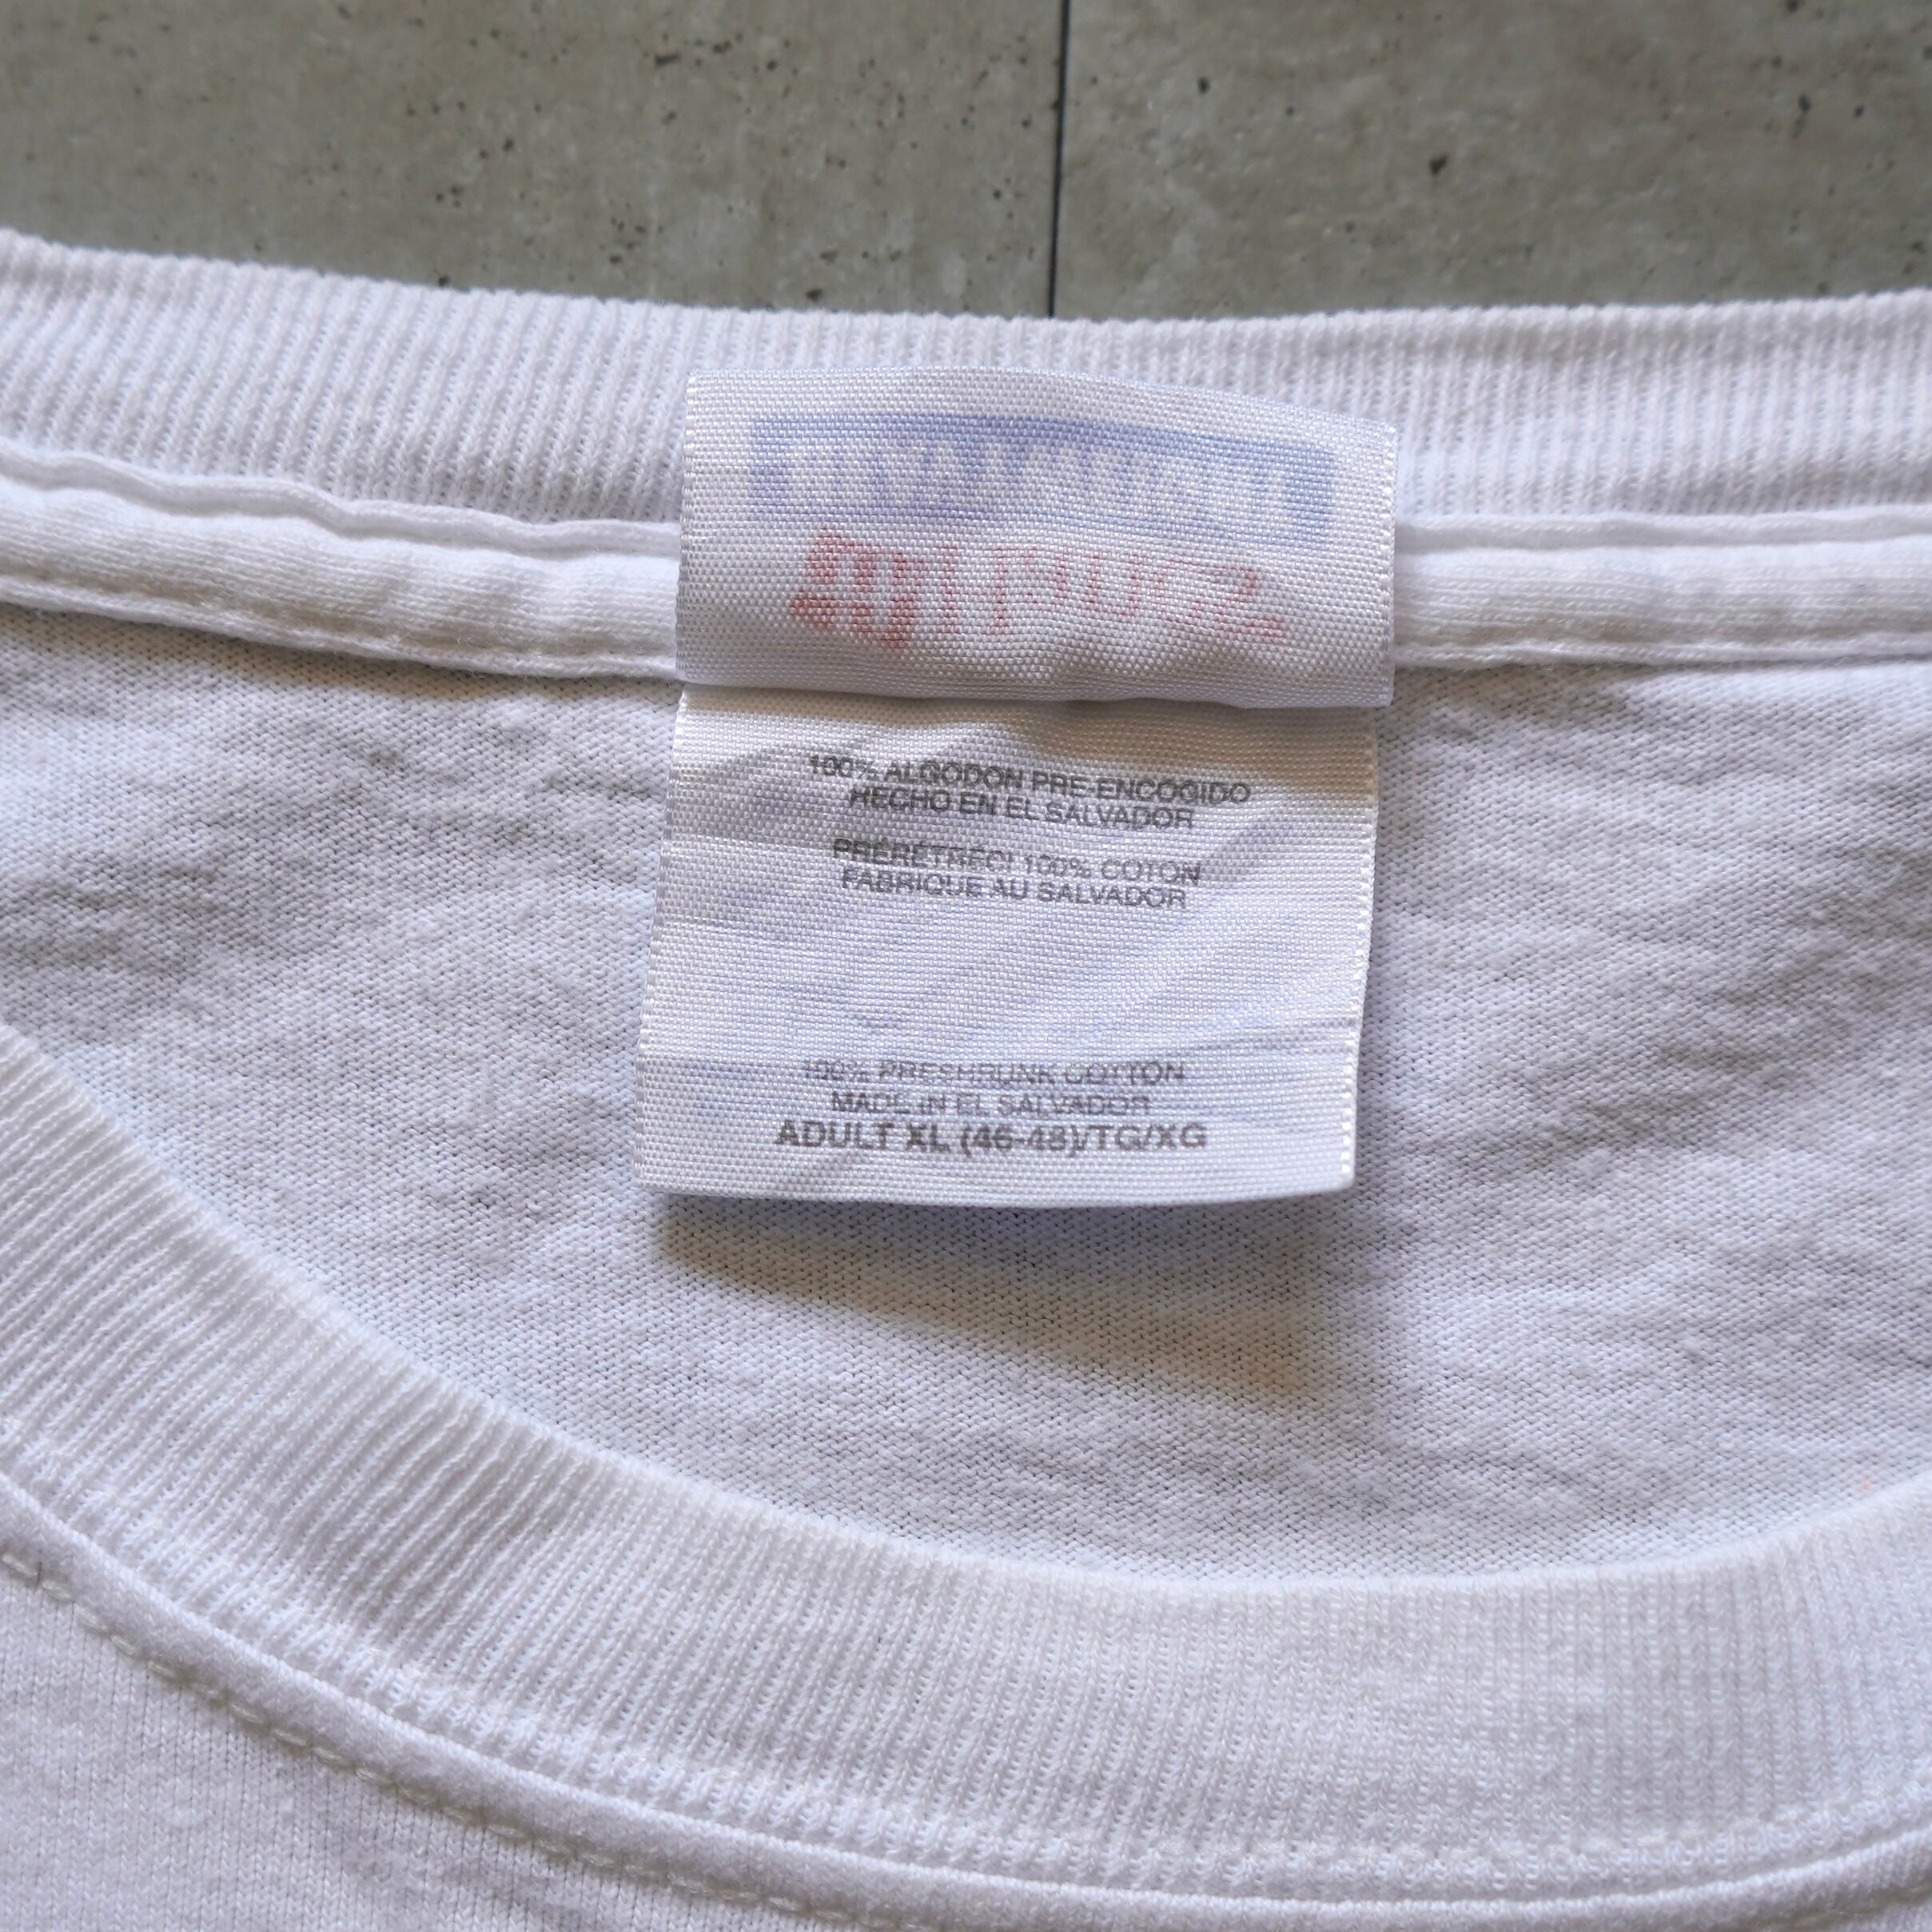 100% ALGODON PRE-ENCOGIDO
HECHO EN EL SALVADOR
PRÉRÉTRÉCI 100% COTON
FABRIQUE AU SALVADOR
100% PRESHRUNK COTTON
MADE IN EL SALVADOR
ADULT XL (46-48)/TG/XG